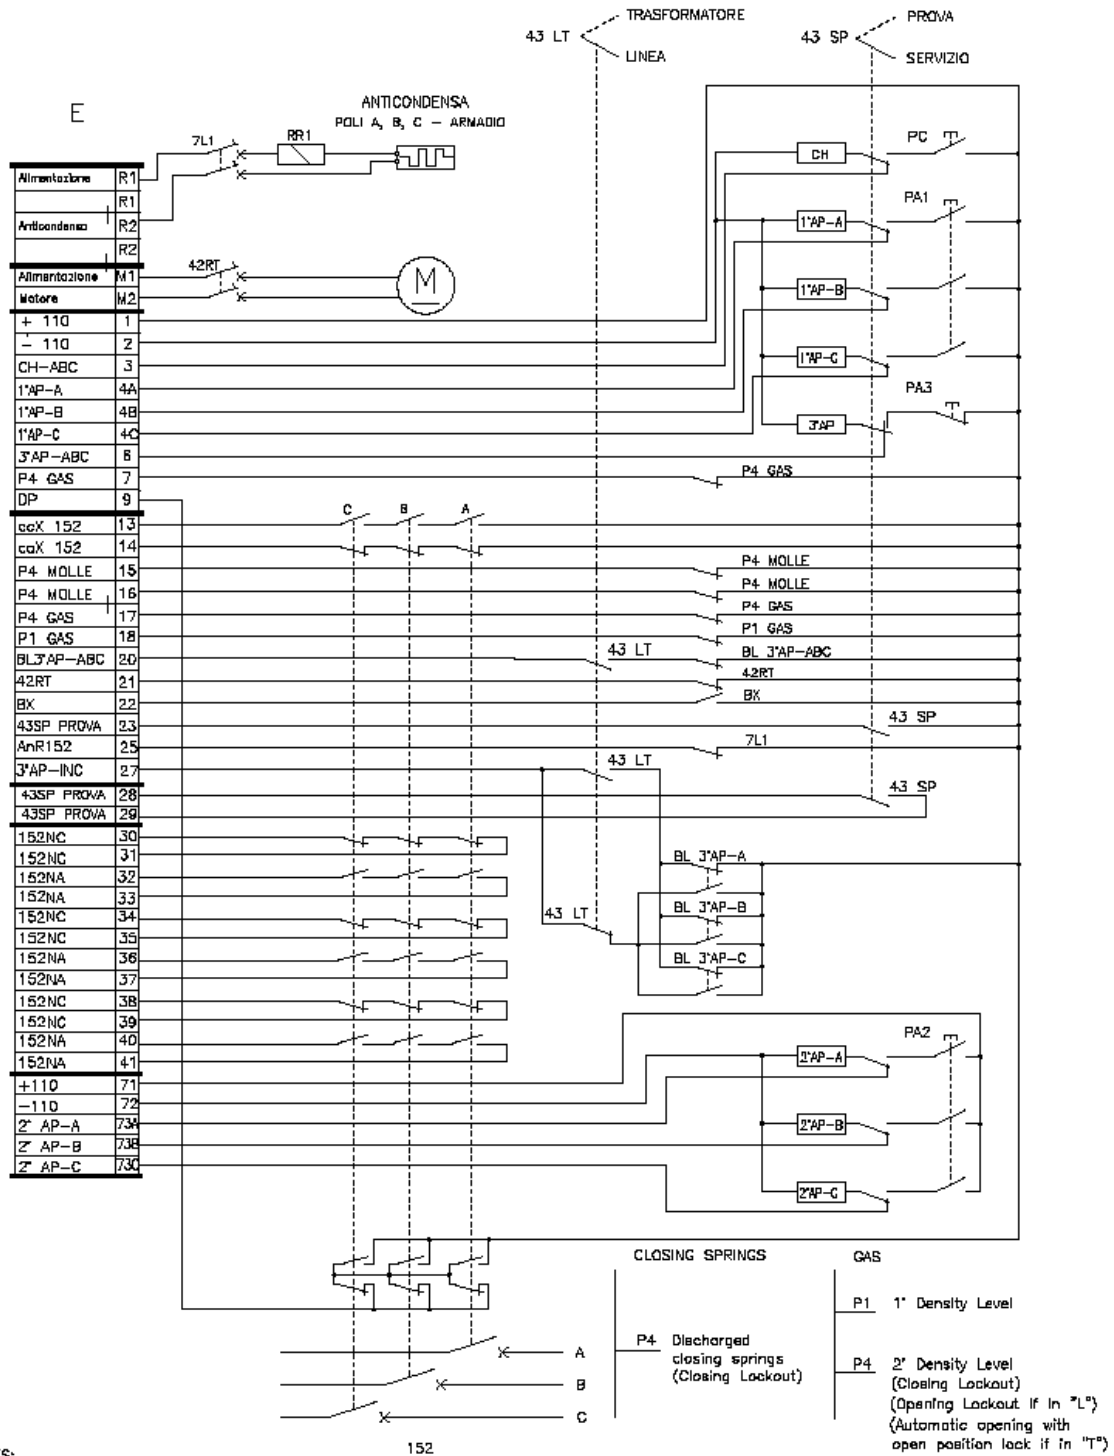 TRASFORMATORE
43 LT
LINEA
PROVA
43 SP
SERVIZIO
E
ANTICONDENSA
POLI A, B, C - ARMADIO
7L1
RR1
Alimentazione R1
R1
Anticondensa R2
R2
Alimentazione M1
Motore M2
42RT
M
+ 110 1
- 110 2
CH-ABC 3
1°AP-A 4A
1°AP-B 4B
1°AP-C 4C
3°AP-ABC 6
P4 GAS 7
DP 9
ccX 152 13
caX 152 14
P4 MOLLE 15
P4 MOLLE 16
P4 GAS 17
P1 GAS 18
BL3°AP-ABC 20
42RT 21
BX 22
43SP PROVA 23
AnR152 25
3°AP-INC 27
43SP PROVA 28
43SP PROVA 29
152NC 30
152NC 31
152NA 32
152NA 33
152NC 34
152NC 35
152NA 36
152NA 37
152NC 38
152NC 39
152NA 40
152NA 41
+110 71
-110 72
2° AP-A 73A
2° AP-B 73B
2° AP-C 73C
CH
PC
1°AP-A
PA1
1°AP-B
1°AP-C
3°AP
PA3
P4 GAS
C B A
P4 MOLLE
P4 MOLLE
P4 GAS
P1 GAS
43 LT
BL 3°AP-ABC
42RT
BX
43 SP
7L1
43 LT
43 SP
BL 3°AP-A
43 LT
BL 3°AP-B
BL 3°AP-C
PA2
2°AP-A
2°AP-B
2°AP-C
A
B
C
152
CLOSING SPRINGS
P4 Discharged
closing springs
(Closing Lockout)
GAS
P1 1° Density Level
P4 2° Density Level
(Closing Lockout)
(Opening Lockout if in "L")
(Automatic opening with
open position lock if in "T")